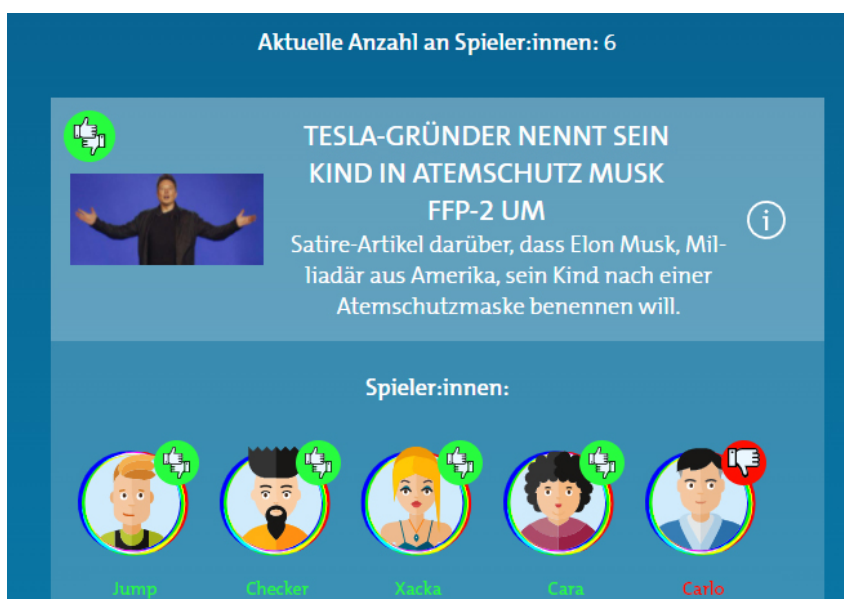 Aktuelle Anzahl an Spieler:innen: 6
TESLA-GRÜNDER NENNT SEIN
KIND IN ATEMSCHUTZ MUSK
FFP-2 UM
Satire-Artikel darüber, dass Elon Musk, Mil-
liadär aus Amerika, sein Kind nach einer
Atemschutzmaske benennen will.
Spieler:innen:
Jump Checker Xacka Cara Carlo